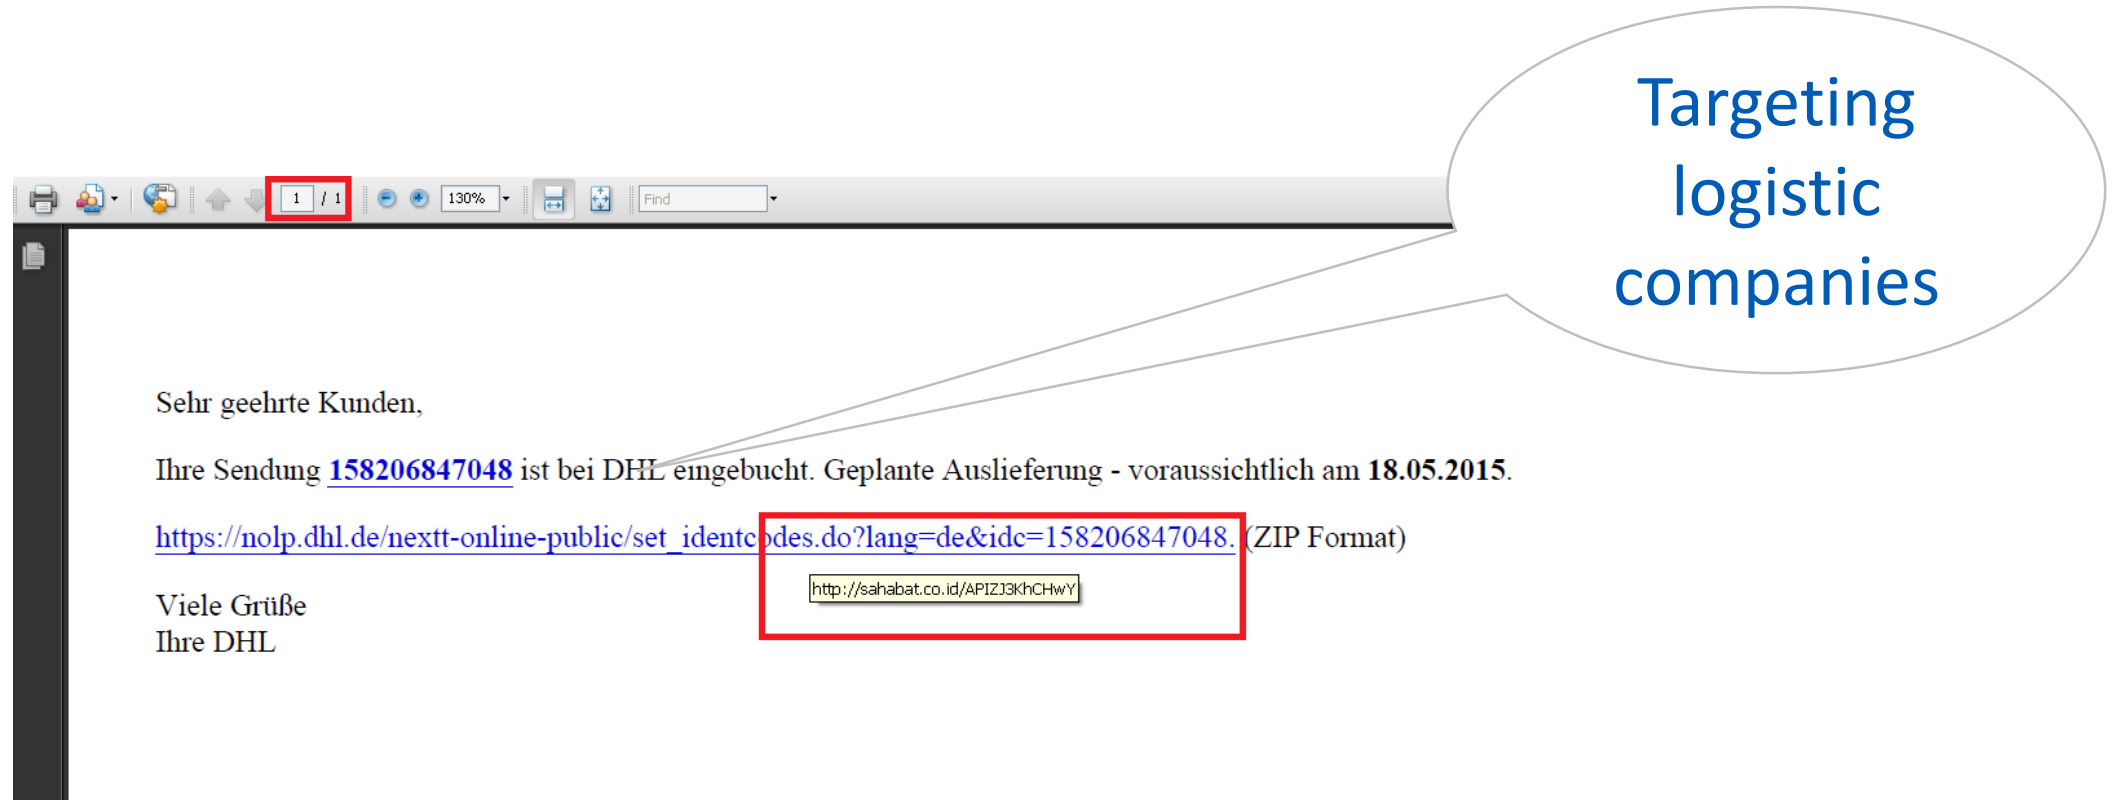 Targeting
logistic
companies
1 / 1 130% Find
Sehr geehrte Kunden,
Ihre Sendung 158206847048 ist bei DHL eingebucht. Geplante Auslieferung - voraussichtlich am 18.05.2015.
https://nolp.dhl.de/nextt-online-public/set_identcodes.do?lang=de&idc=158206847048. (ZIP Format)
http://sahabat.co.id/APIZJ3KhCHwY
Viele Grüße
Ihre DHL